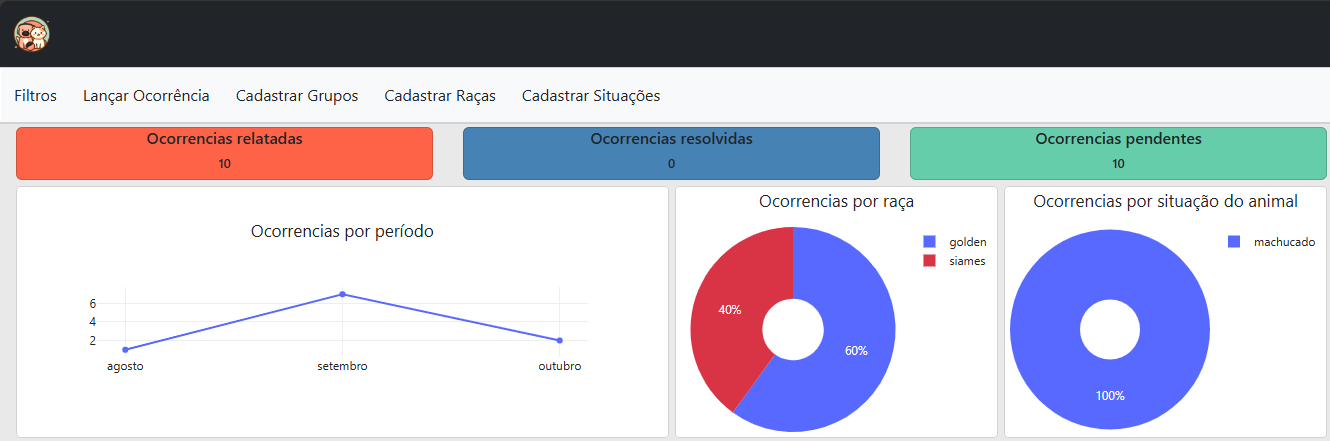 Filtros Lançar Ocorrência Cadastrar Grupos Cadastrar Raças Cadastrar Situações
Ocorrencias relatadas
10
Ocorrencias resolvidas
0
Ocorrencias pendentes
10
Ocorrencias por período
6
4
2
agosto setembro outubro
Ocorrencias por raça
golden
siames
40%
60%
Ocorrencias por situação do animal
machucado
100%